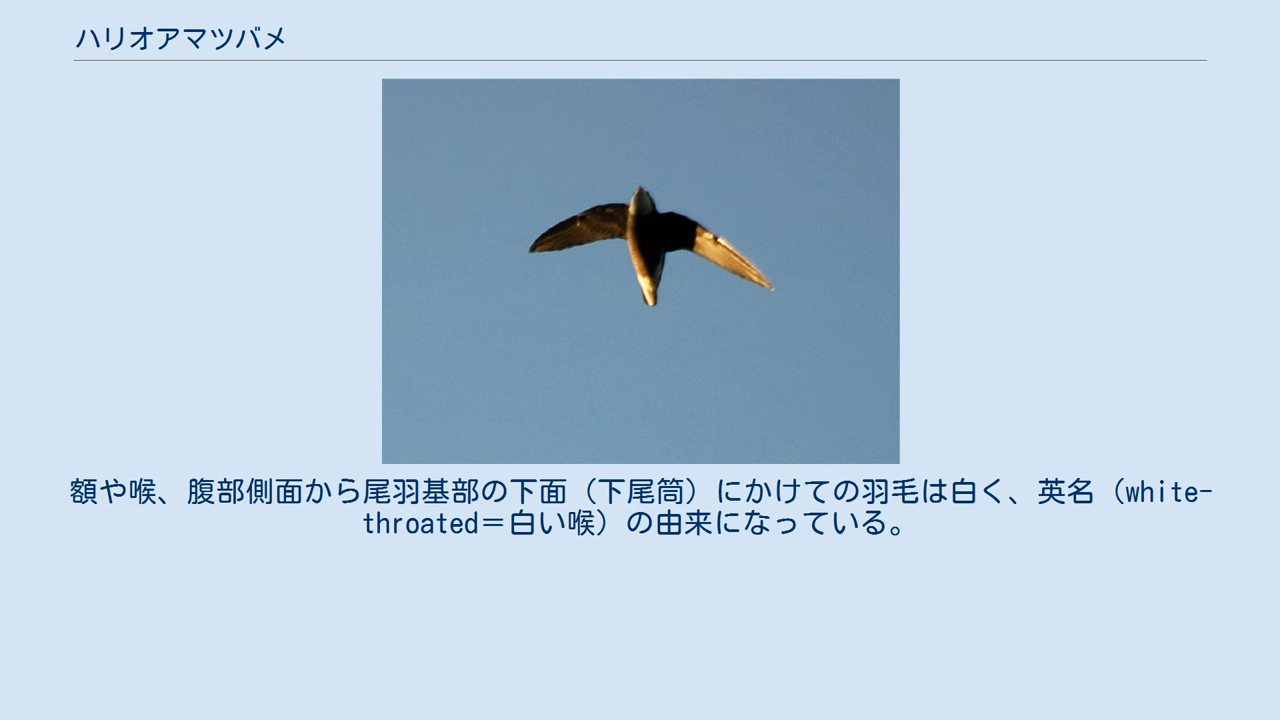 ハリオアマツバメ
額や喉、腹部側面から尾羽基部の下面（下尾筒）にかけての羽毛は白く、英名（white-
throated＝白い喉）の由来になっている。